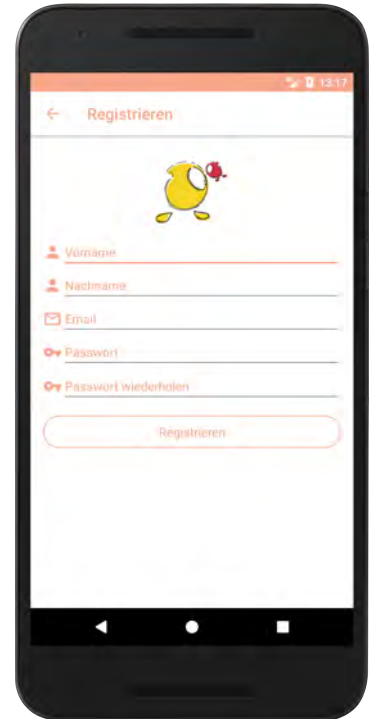 13:17
Registrieren
Vorname
Nachname
Email
Passwort
Passwort wiederholen
Registrieren